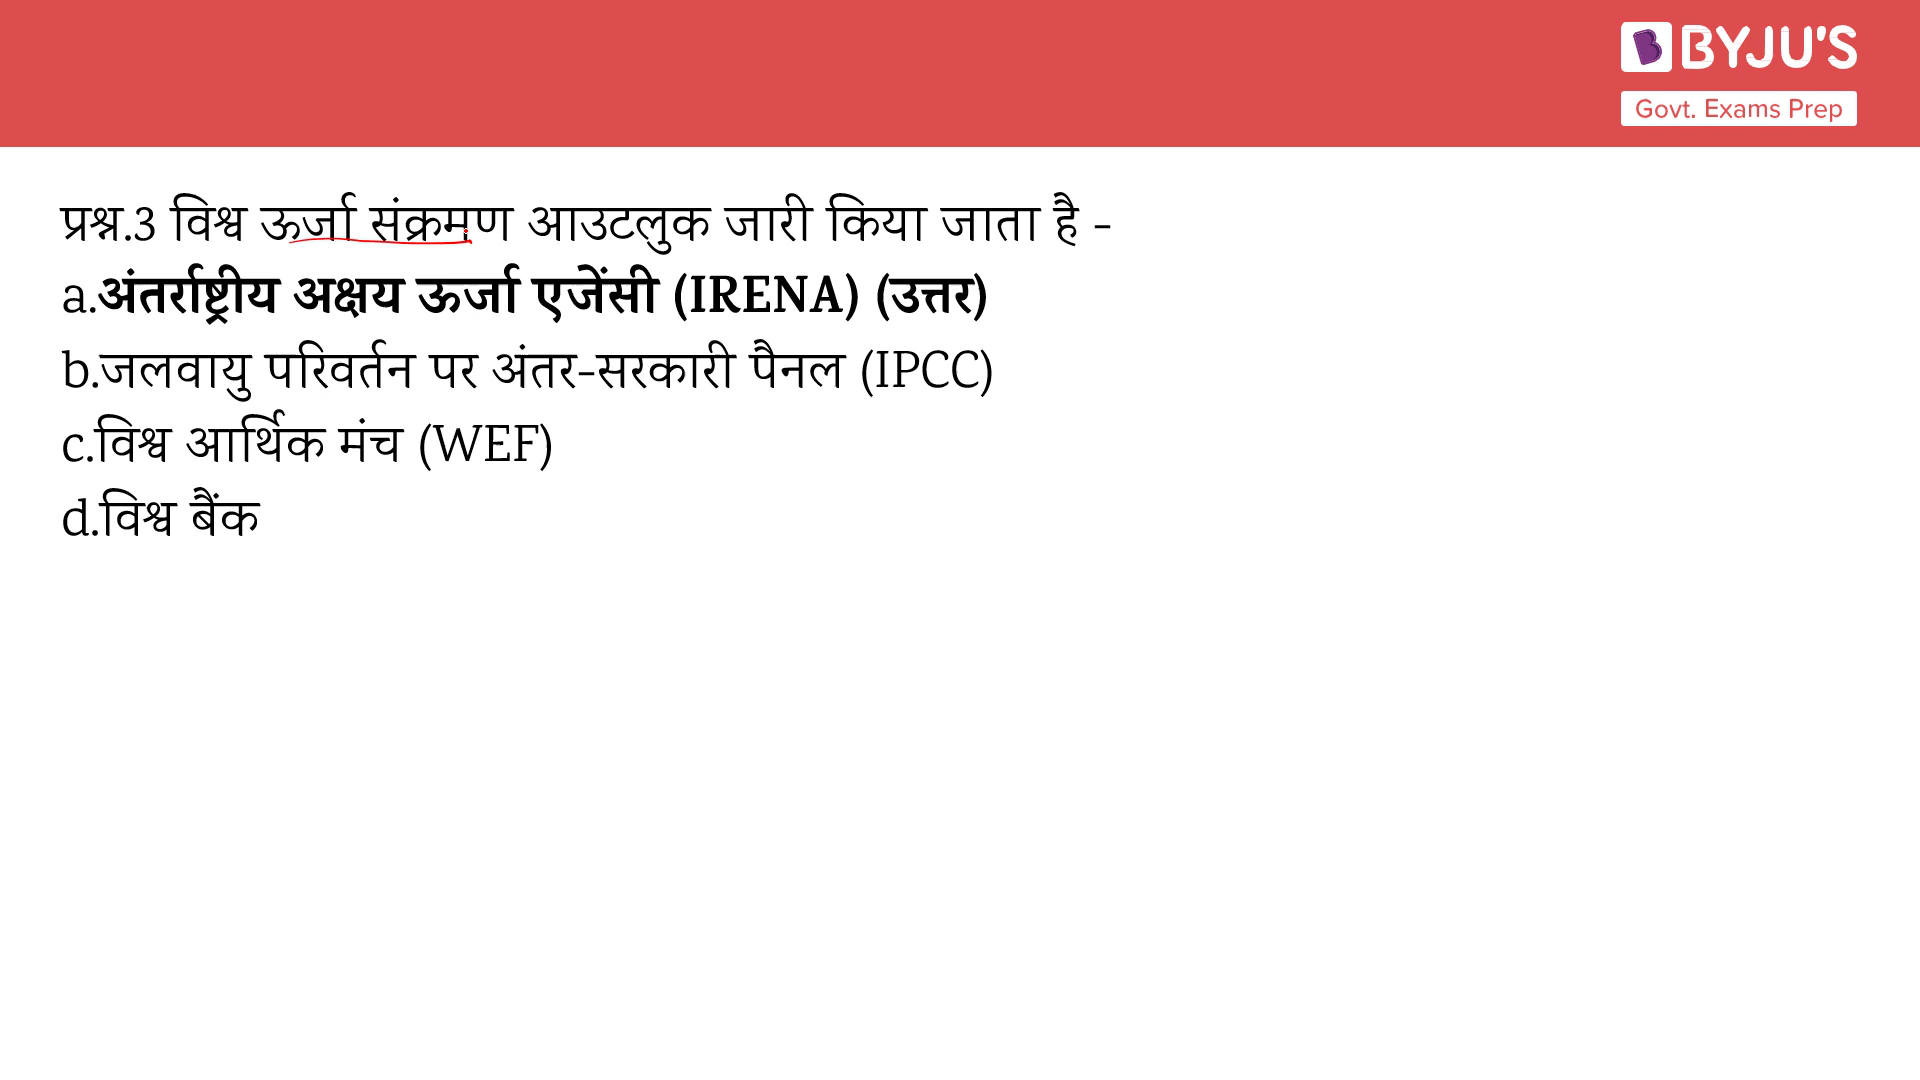 BYJU'S
Govt. Exams Prep
प्रश्न.3 विश्व ऊर्जा संक्रमण आउटलुक जारी किया जाता है -
a.अंतर्राष्ट्रीय अक्षय ऊर्जा एजेंसी (IRENA) (उत्तर)
b.जलवायु परिवर्तन पर अंतर-सरकारी पैनल (IPCC)
c.विश्व आर्थिक मंच (WEF)
d.विश्व बैंक